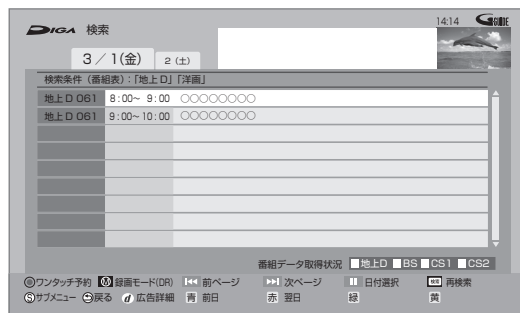 DIGA 検索
14:14 G GUIDE
3／1(金) 2(土)
検索条件（番組表）：「地上D」「洋画」
地上D 061 8:00～ 9:00 ○○○○○○○○
地上D 061 9:00～10:00 ○○○○○○○○
番組データ取得状況 地上D BS CS1 CS2
ワンタッチ予約 録画モード(DR) 前ページ 次ページ 日付選択 検索 再検索
Sサブメニュー 戻る d 広告詳細 青 前日 赤 翌日 緑 黄